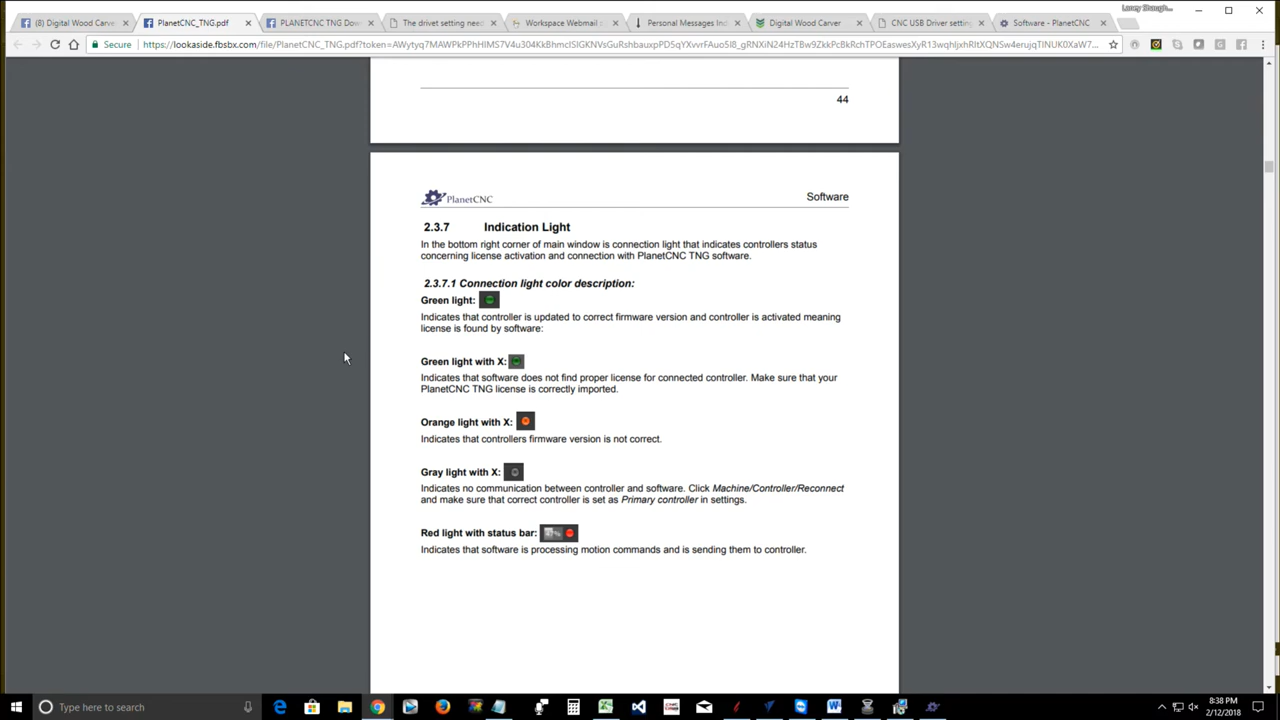 (8) Digital Wood Carve
PlanetCNC_TNG.pdf
PLANETCNC TNG Dow
The drivet setting need
Workspace Webmail
Personal Messages In
Digital Wood Carver
CNC USB Driver settin
Software - PlanetCNC
Secure
44
PlanetCNC
Software
2.3.7 Indication Light
In the bottom right corner of main window is connection light that indicates controllers status
concerning license activation and connection with PlanetCNC TNG software.
2.3.7.1 Connection light color description:
Green light:
Indicates that controller is updated to correct firmware version and controller is activated meaning
license is found by software:
Green light with X:
Indicates that software does not find proper license for connected controller. Make sure that your
PlanetCNC TNG license is correctly imported.
Orange light with X:
Indicates that controllers firmware version is not correct.
Gray light with X:
Indicates no communication between controller and software. Click Machine/Controller/Reconnect
and make sure that correct controller is set as Primary controller in settings.
Red light with status bar:
Indicates that software is processing motion commands and is sending them to controller.
Type here to search
8:38 PM
2/12/2018